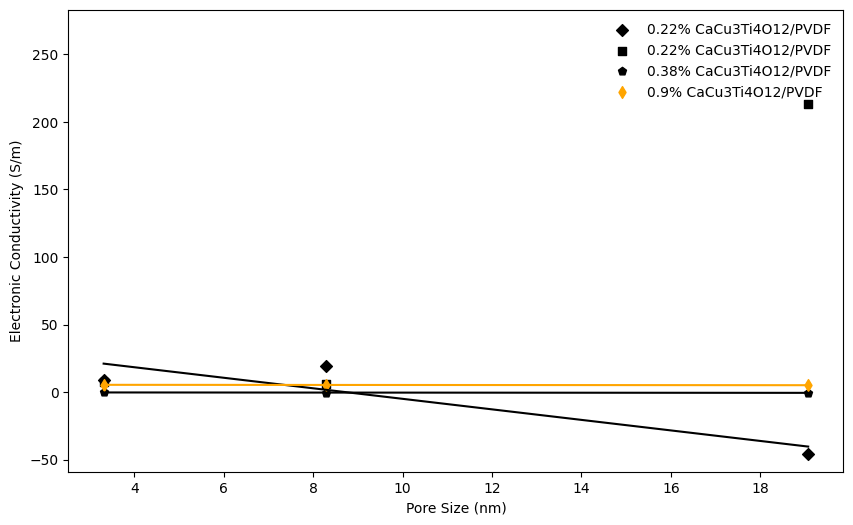 0.22% CaCu3Ti4O12/PVDF
0.22% CaCu3Ti4O12/PVDF
0.38% CaCu3Ti4O12/PVDF
0.9% CaCu3Ti4O12/PVDF
250
200
150
100
50
0
−50
Electronic Conductivity (S/m)
4 6 8 10 12 14 16 18
Pore Size (nm)